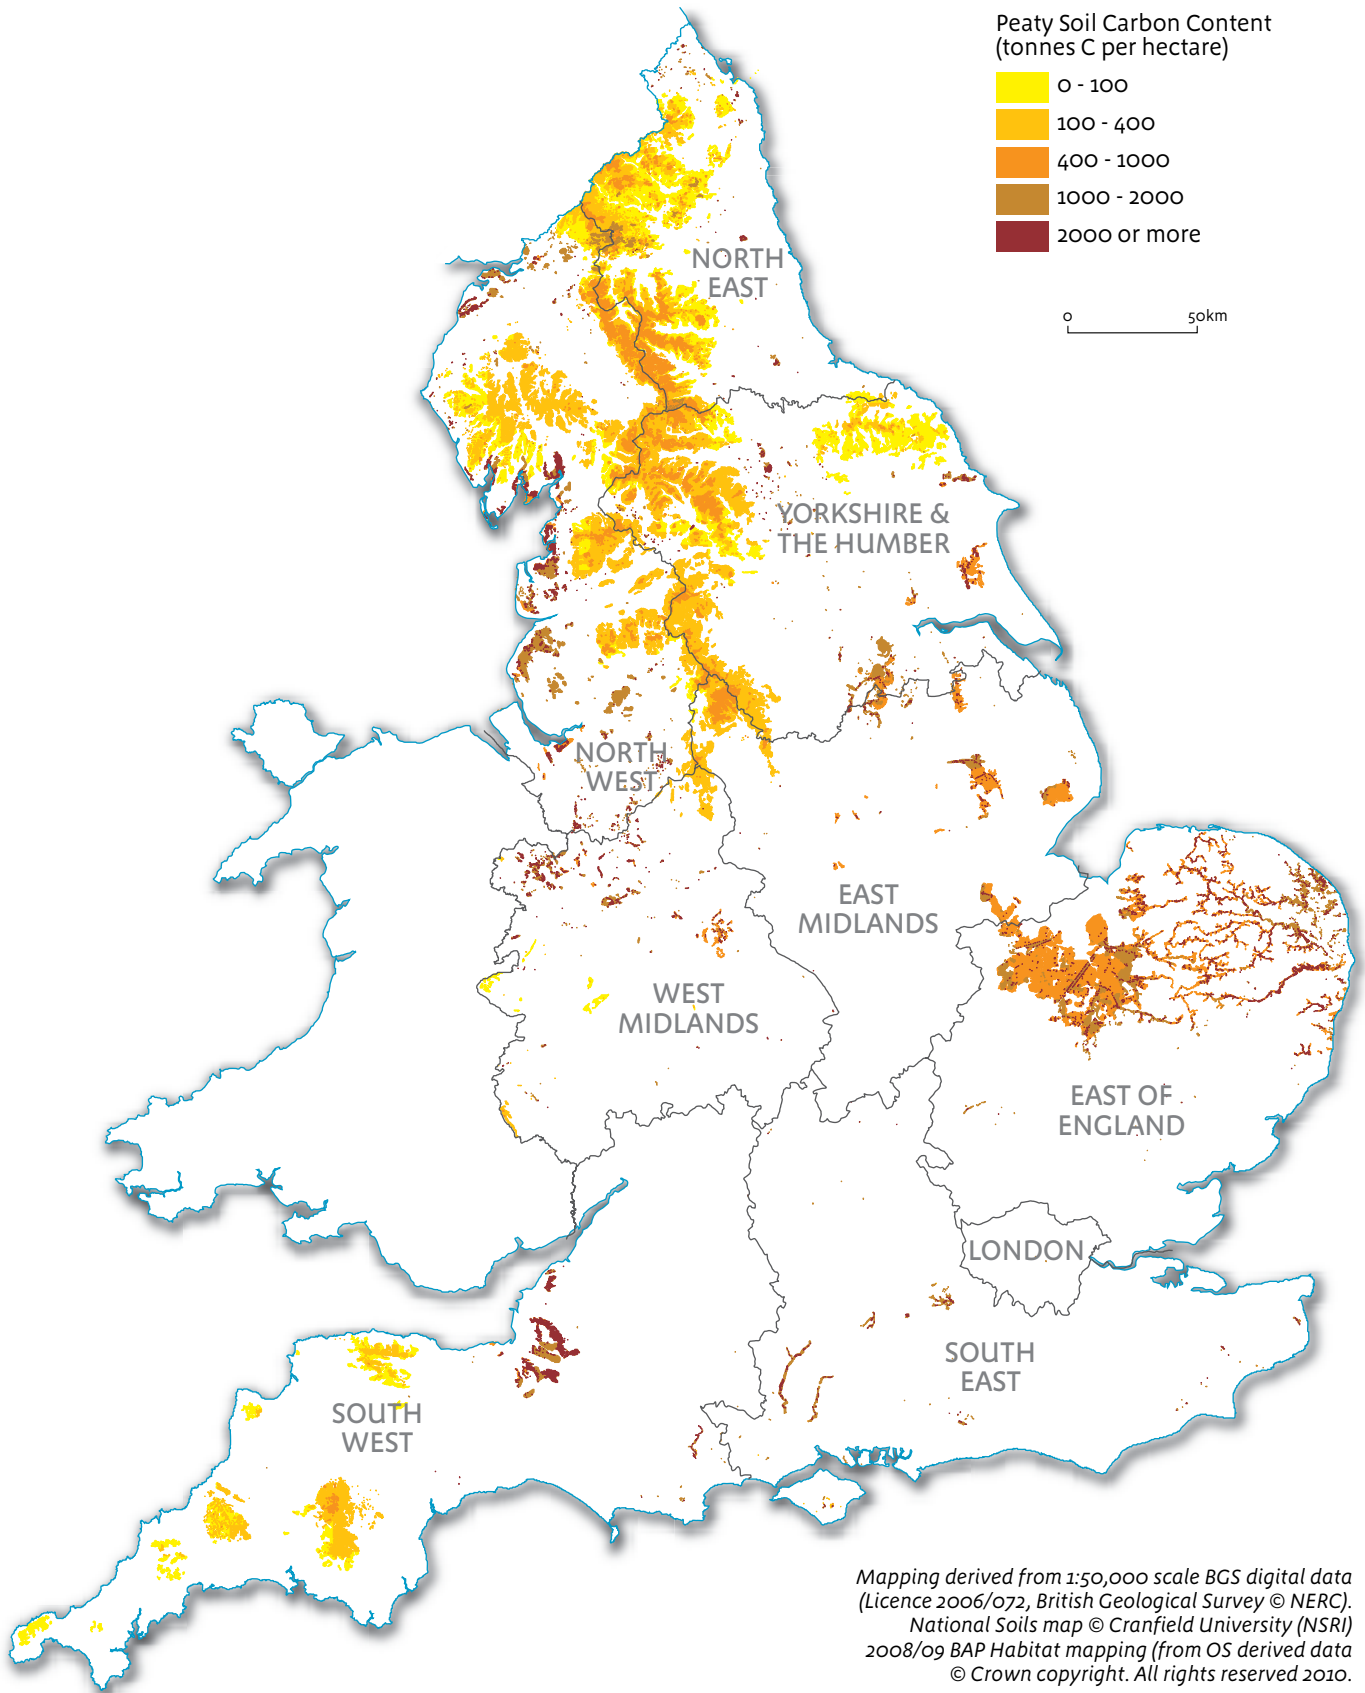 Peaty Soil Carbon Content
(tonnes C per hectare)
0 - 100
100 - 400
400 - 1000
1000 - 2000
2000 or more
0 50km
NORTH
EAST
YORKSHIRE &
THE HUMBER
NORTH
WEST
EAST
MIDLANDS
WEST
MIDLANDS
EAST OF
ENGLAND
LONDON
SOUTH
EAST
SOUTH
WEST
Mapping derived from 1:50,000 scale BGS digital data
(Licence 2006/072, British Geological Survey © NERC).
National Soils map © Cranfield University (NSRI)
2008/09 BAP Habitat mapping (from OS derived data
© Crown copyright. All rights reserved 2010.